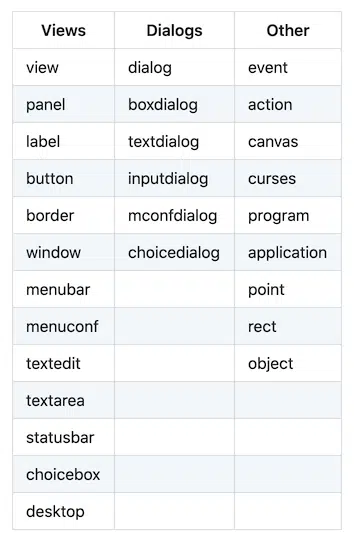 Views Dialogs Other
view dialog event
panel boxdialog action
label textdialog canvas
button inputdialog curses
border mconfdialog program
window choicedialog application
menubar point
menuconf rect
textedit object
textarea
statusbar
choicebox
desktop